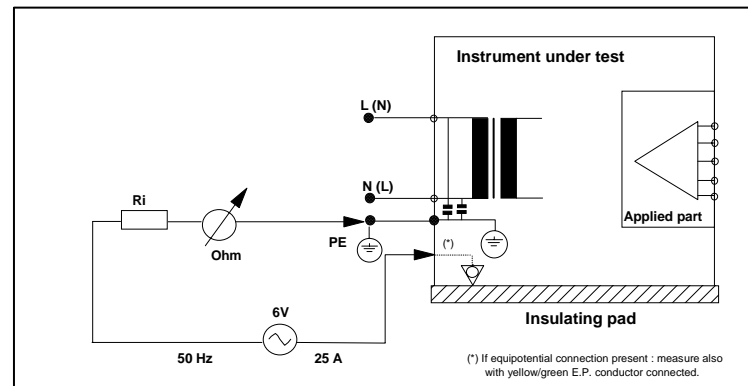 Instrument under test
L (N)
N (L)
Ri
Ohm
PE
(*)
Applied part
6V
50 Hz
25 A
Insulating pad
(*) If equipotential connection present : measure also
with yellow/green E.P. conductor connected.